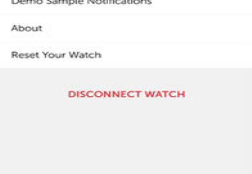 Demo Sample Notifications
About
Reset Your Watch
DISCONNECT WATCH